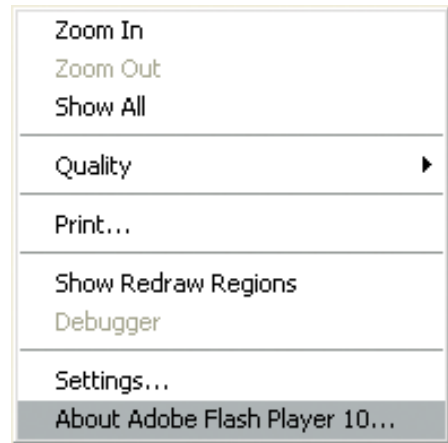 Zoom In
Zoom Out
Show All
Quality
Print...
Show Redraw Regions
Debugger
Settings...
About Adobe Flash Player 10...